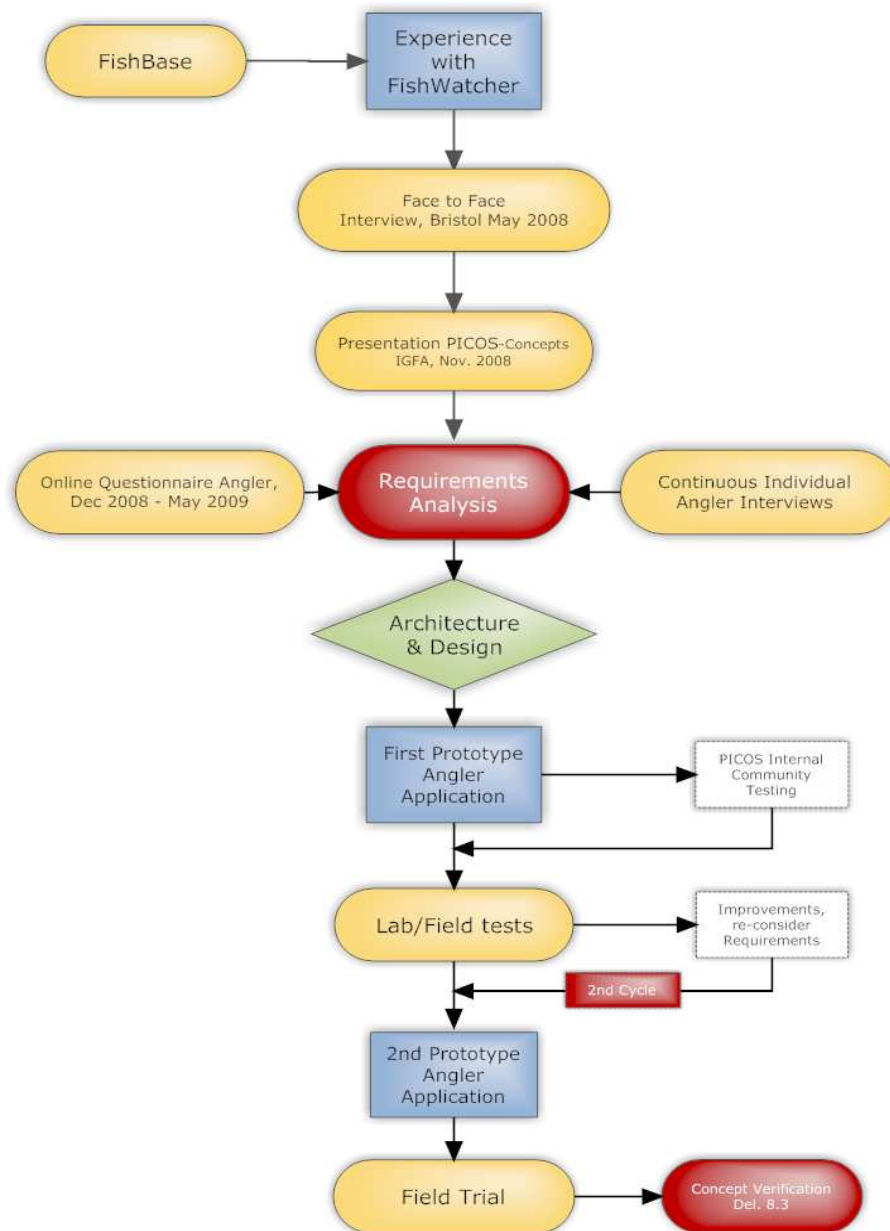 FishBase
Experience
with
FishWatcher
Face to Face
Interview, Bristol May 2008
Presentation PICOS-Concepts
IGFA, Nov. 2008
Online Questionnaire Angler,
Dec 2008 - May 2009
Requirements
Analysis
Continuous Individual
Angler Interviews
Architecture
& Design
First Prototype
Angler
Application
PICOS Internal
Community
Testing
Lab/Field tests
Improvements,
re-consider
Requirements
2nd Cycle
2nd Prototype
Angler
Application
Field Trial
Concept Verification
Del. 8.3